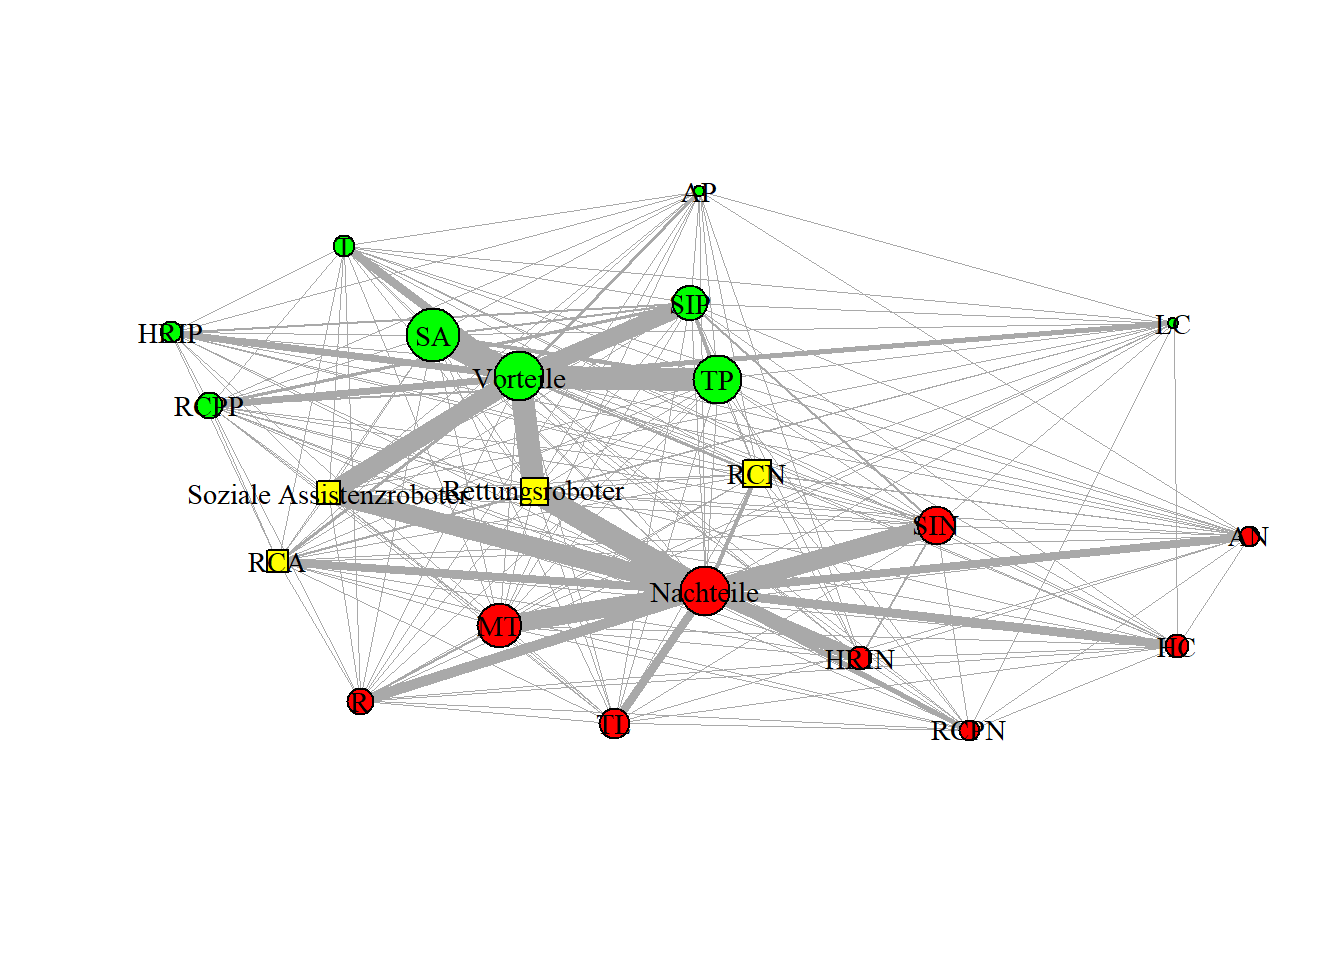 AP
T
SIP
LC
HRIP
SA
Vorteile
TP
RCPP
RCN
Soziale Assistenzroboter
Rettungsroboter
SIN
AN
RCA
Nachteile
MT
HRIN
HC
R
RCPN